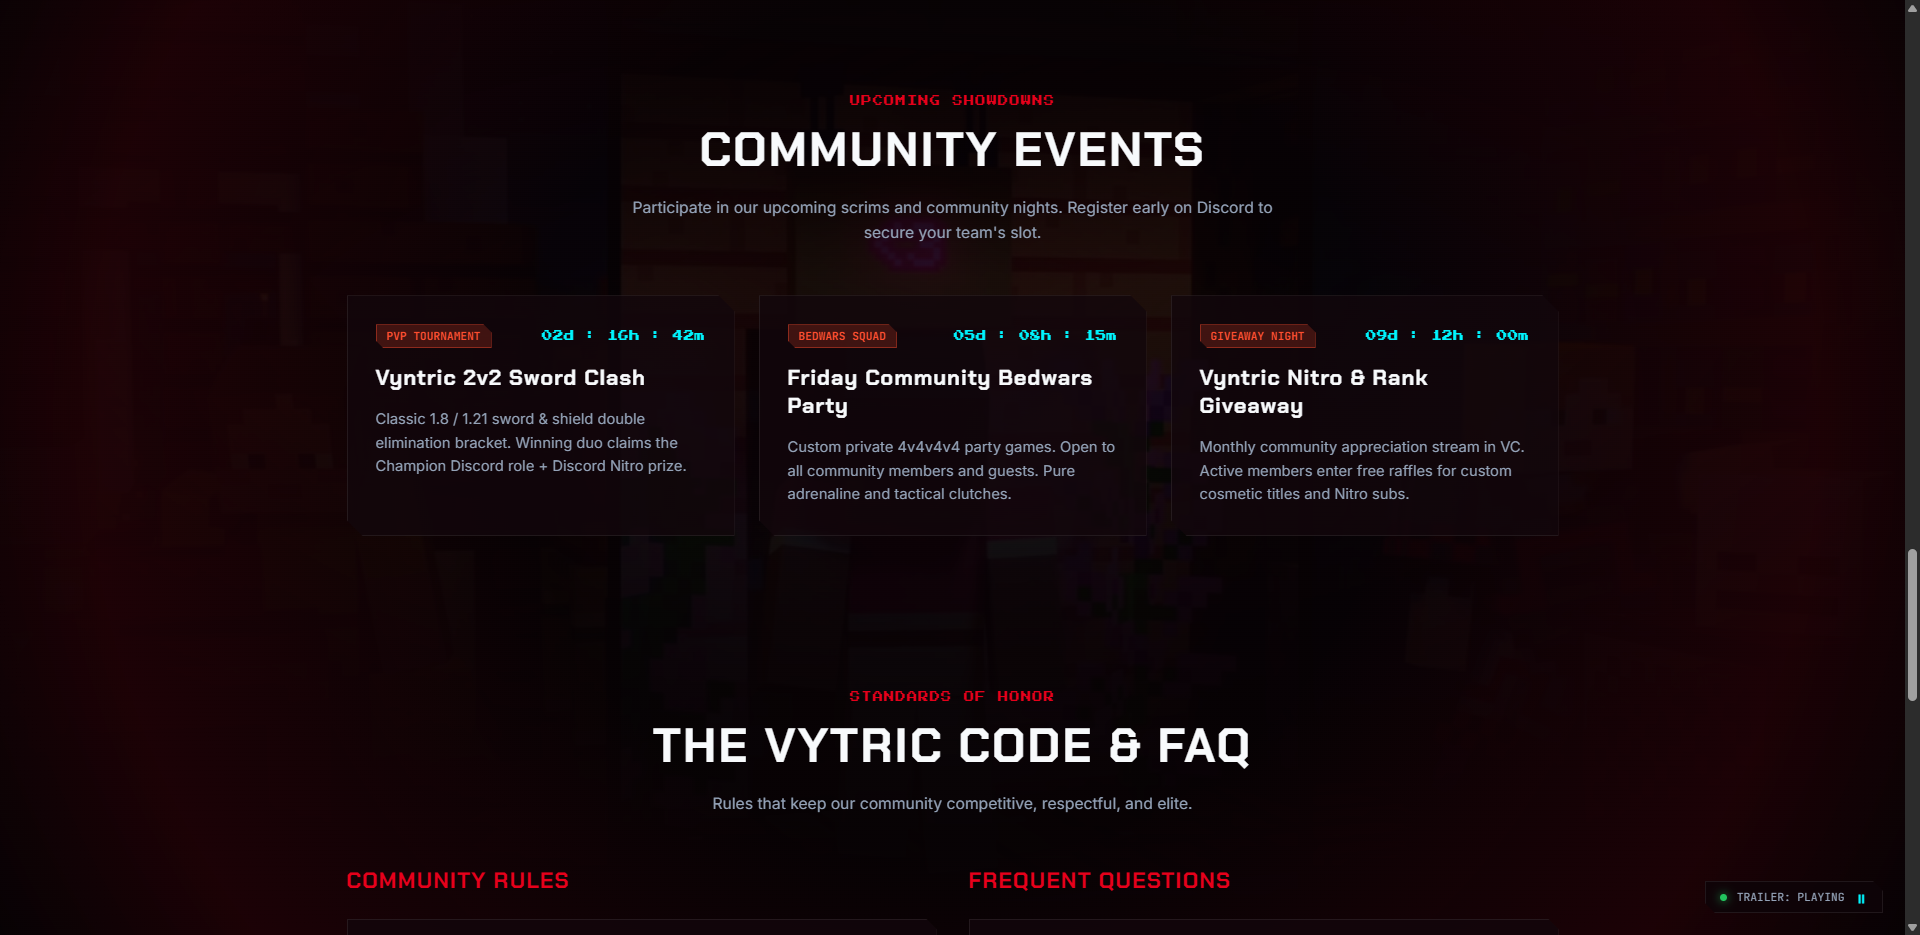 UPCOMING SHOWDOWNS
COMMUNITY EVENTS
Participate in our upcoming scrims and community nights. Register early on Discord to
secure your team's slot.
PVP TOURNAMENT
02d : 16h : 42m
Vyntric 2v2 Sword Clash
Classic 1.8 / 1.21 sword & shield double
elimination bracket. Winning duo claims the
Champion Discord role + Discord Nitro prize.
BEDWARS SQUAD
05d : 08h : 15m
Friday Community Bedwars
Party
Custom private 4v4v4v4 party games. Open to
all community members and guests. Pure
adrenaline and tactical clutches.
GIVEAWAY NIGHT
09d : 12h : 00m
Vyntric Nitro & Rank
Giveaway
Monthly community appreciation stream in VC.
Active members enter free raffles for custom
cosmetic titles and Nitro subs.
STANDARDS OF HONOR
THE VYTRIC CODE & FAQ
Rules that keep our community competitive, respectful, and elite.
COMMUNITY RULES
FREQUENT QUESTIONS
TRAILER: PLAYING